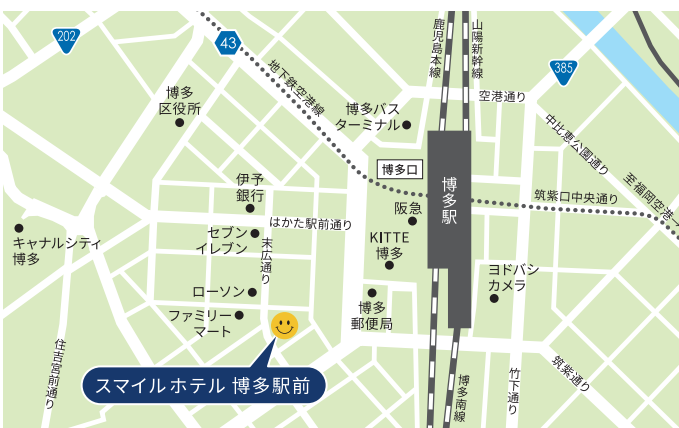 202
43
385
鹿児島本線
山陽新幹線
地下鉄空港線
空港通り
中比恵公園通り
至福岡空港→
博多
区役所
博多バス
ターミナル
博多口
博多駅
筑紫口中央通り
伊予
銀行
はかた駅前通り
阪急
KITTE
博多
キャナルシティ
博多
セブン
イレブン
末広通り
ローソン
ファミリー
マート
博多
郵便局
ヨドバシ
カメラ
住吉宮前通り
スマイルホテル 博多駅前
博多南線
竹下通り
筑紫通り